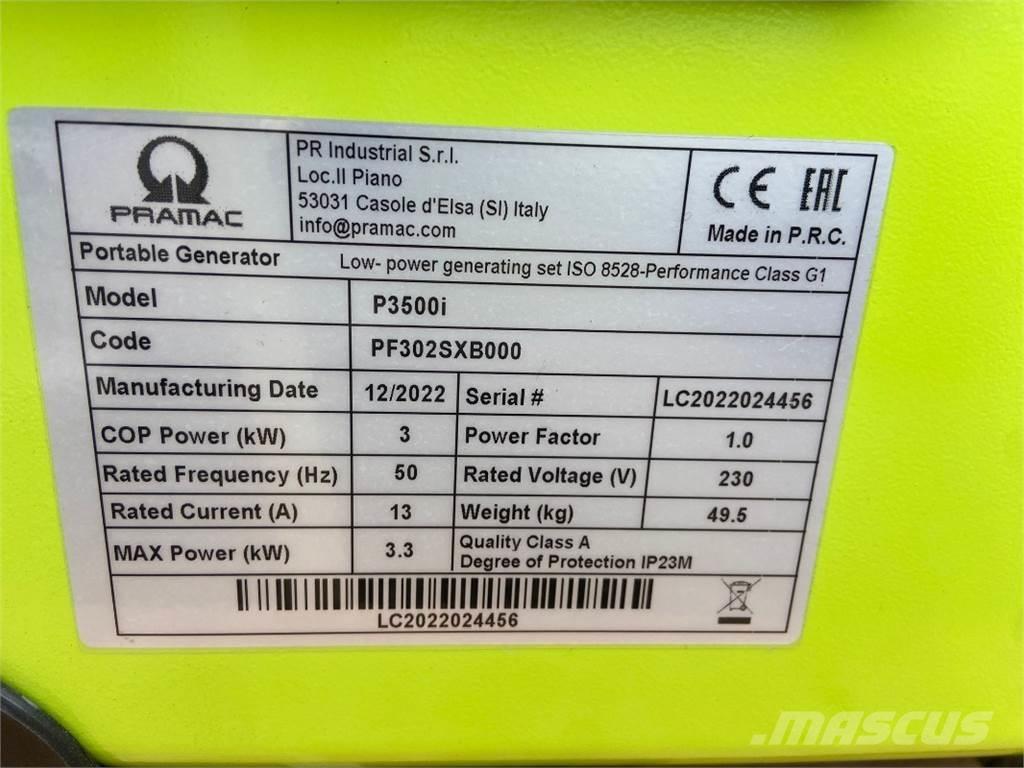 PRAMAC
PR Industrial S.r.l.
Loc.Il Piano
53031 Casole d'Elsa (SI) Italy
info@pramac.com
CE EAC
Made in P.R.C.
Portable Generator Low- power generating set ISO 8528-Performance Class G1
Model P3500i
Code PF302SXB000
Manufacturing Date 12/2022 Serial # LC2022024456
COP Power (kW) 3 Power Factor 1.0
Rated Frequency (Hz) 50 Rated Voltage (V) 230
Rated Current (A) 13 Weight (kg) 49.5
MAX Power (kW) 3.3 Quality Class A
Degree of Protection IP23M
LC2022024456
MASCUS